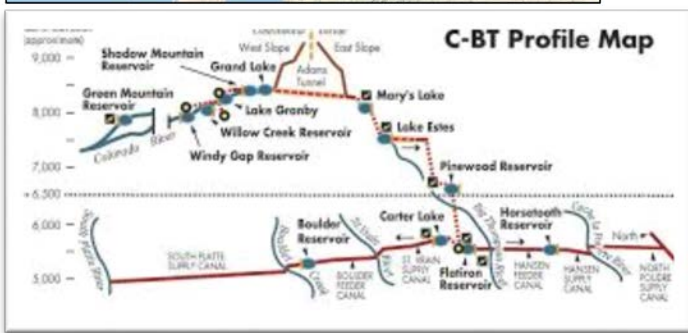 (approximate)
C-BT Profile Map
West Slope
East Slope
9,000
Shadow Mountain
Reservoir
Grand Lake
Adams
Tunnel
Green Mountain
Reservoir
Mary's Lake
8,000
Lake Granby
Willow Creek Reservoir
Lake Estes
Colorado River
Windy Gap Reservoir
7,000
Pinewood Reservoir
6,500
6,000
South Platte River
Boulder
Reservoir
Boulder Creek
St. Vrain River
Carter Lake
Big Thompson River
Horsetooth
Reservoir
Cache la Poudre River
North
SOUTH PLATTE
SUPPLY CANAL
BOULDER
FEEDER
CANAL
ST. VRAIN
SUPPLY
CANAL
Flatiron
Reservoir
HANSEN
FEEDER
CANAL
HANSEN
SUPPLY
CANAL
NORTH
POUDRE
SUPPLY
CANAL
5,000